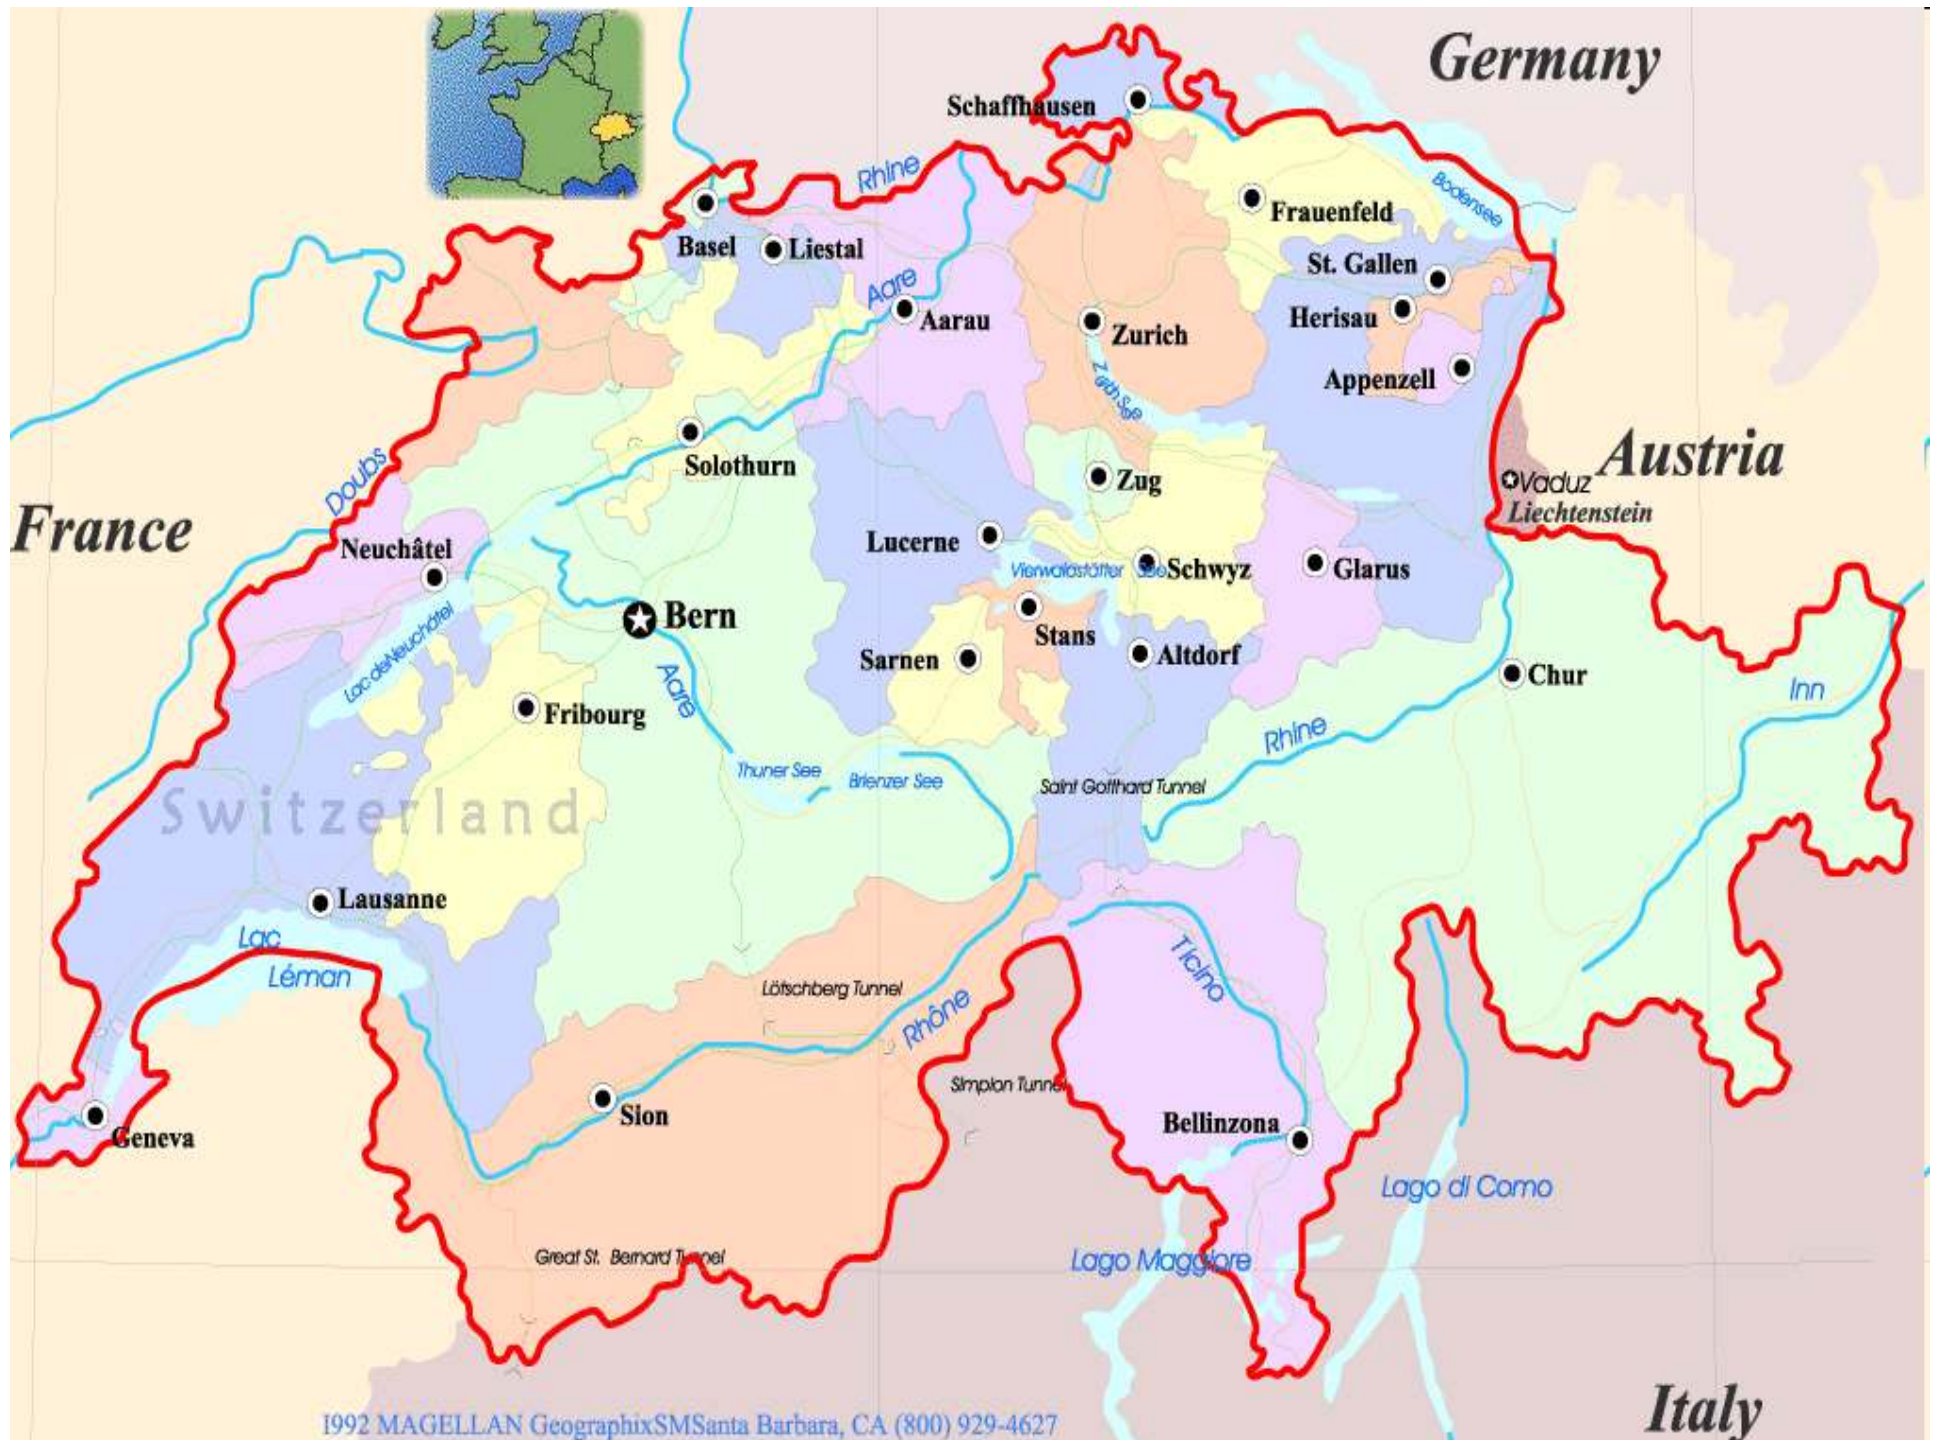 Germany
Schaffhausen
Rhine
Bodensee
Frauenfeld
Basel
Liestal
St. Gallen
Aare
Herisau
Aarau
Zurich
Appenzell
Solothurn
Doubs
Zug
Austria
Vaduz
Liechtenstein
France
Neuchâtel
Lucerne
Vierwaldstätter See
Schwyz
Glarus
Lac de Neuchâtel
Bern
Stans
Sarnen
Altdorf
Chur
Aare
Inn
Fribourg
Rhine
Thuner See
Brienzer See
Saint Gotthard Tunnel
Switzerland
Lausanne
Lac
Léman
Ticino
Lötschberg Tunnel
Rhône
Simplon Tunnel
Sion
Geneva
Bellinzona
Lago di Como
Great St. Bernard Tunnel
Lago Maggiore
Italy
1992 MAGELLAN GeographixSMSanta Barbara, CA (800) 929-4627